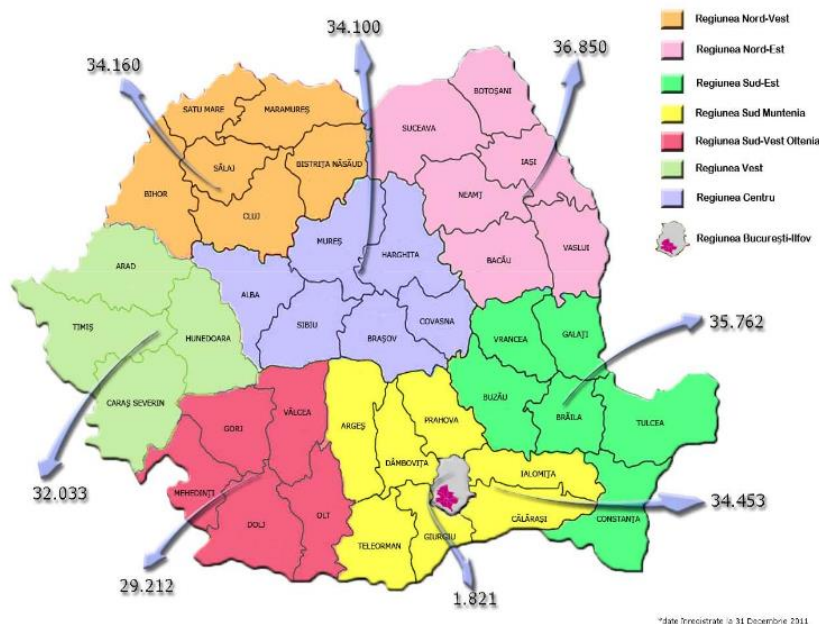 34.100
34.160
36.850
Regiunea Nord-Vest
Regiunea Nord-Est
Regiunea Sud-Est
Regiunea Sud Muntenia
Regiunea Sud-Vest Oltenia
Regiunea Vest
Regiunea Centru
Regiunea București-Ilfov
SATU MARE
MARAMUREȘ
SĂLAJ
BISTRIȚA NĂSĂUD
BIHOR
CLUJ
BOTOȘANI
SUCEAVA
IAȘI
NEAMȚ
BACĂU
VASLUI
MUREȘ
HARGHITA
ALBA
SIBIU
BRAȘOV
COVASNA
ARAD
TIMIȘ
HUNEDOARA
CARAȘ SEVERIN
VRANCEA
GALAȚI
BUZĂU
BRĂILA
TULCEA
CONSTANȚA
35.762
GORJ
VÂLCEA
MEHEDINȚI
DOLJ
OLT
ARGEȘ
PRAHOVA
DÂMBOVIȚA
IALOMIȚA
CĂLĂRAȘI
GIURGIU
TELEORMAN
32.033
34.453
29.212
1.821
*date înregistrate la 31 Decembrie 2011